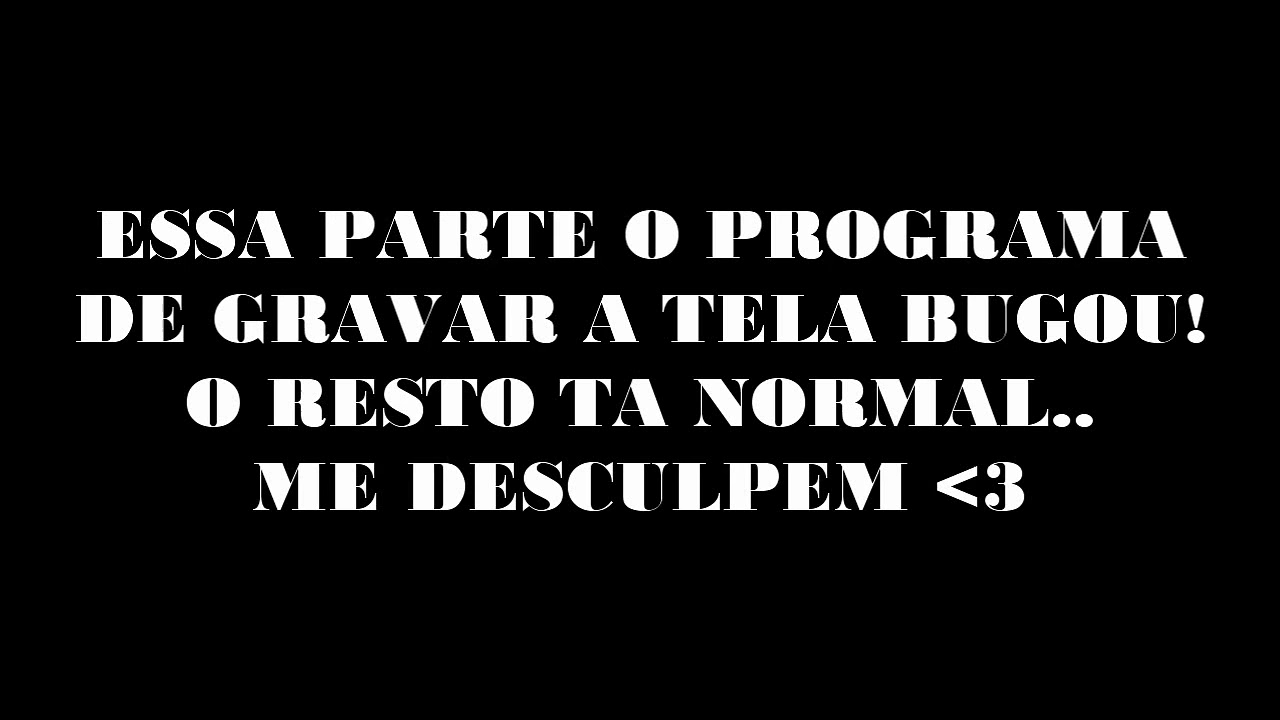 ESSA PARTE O PROGRAMA
DE GRAVAR A TELA BUGOU!
O RESTO TA NORMAL..
ME DESCULPEM <3